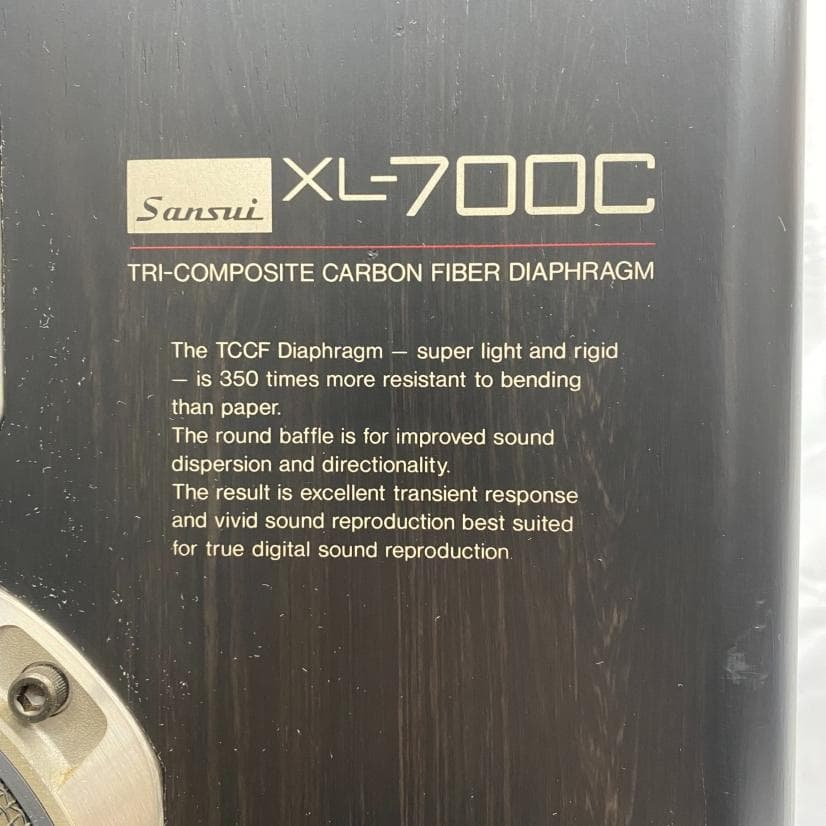 Sansui XL-700C
TRI-COMPOSITE CARBON FIBER DIAPHRAGM
The TCCF Diaphragm — super light and rigid
— is 350 times more resistant to bending
than paper.
The round baffle is for improved sound
dispersion and directionality.
The result is excellent transient response
and vivid sound reproduction best suited
for true digital sound reproduction.